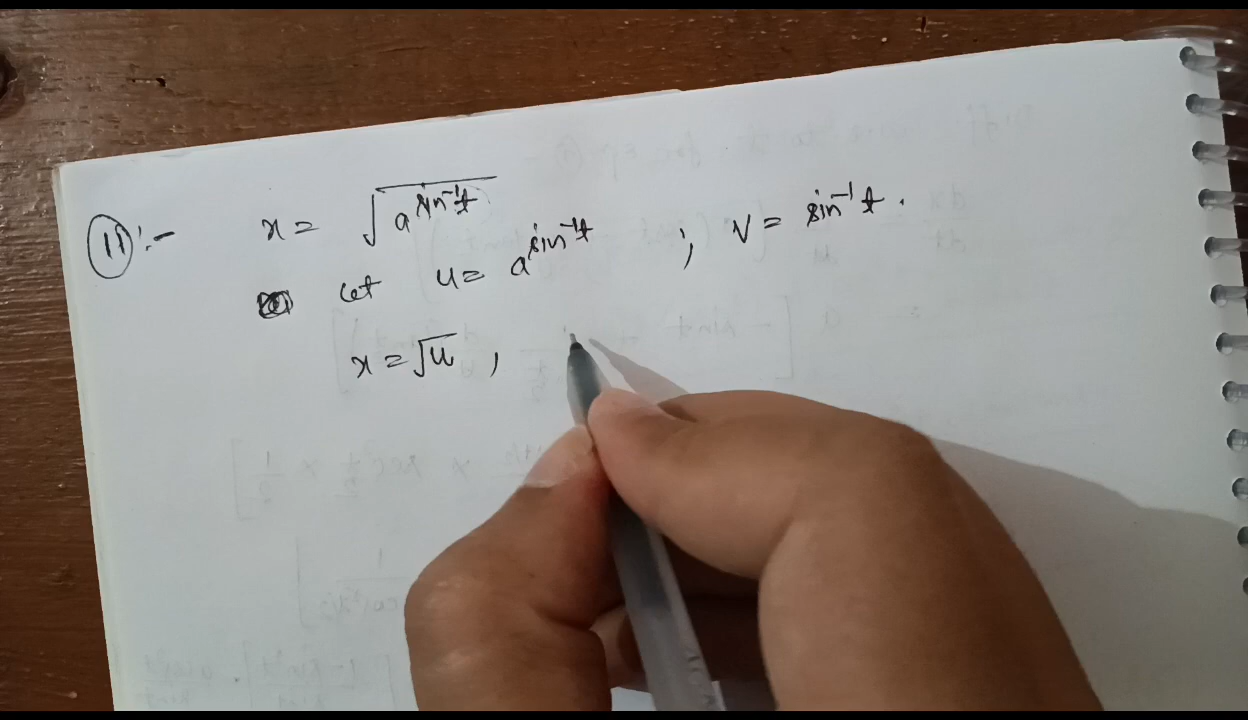 (11):- x = √(a^(sin⁻¹t))
Let u = a^(sin⁻¹t) ; v = sin⁻¹t.
x = √u ,